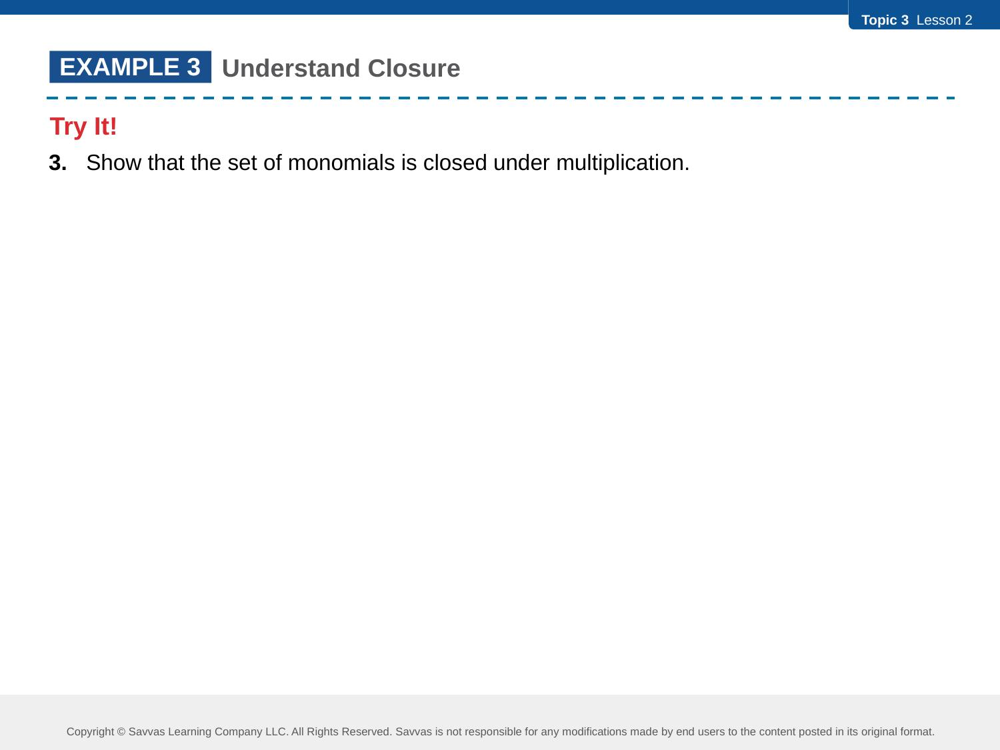 Topic 3 Lesson 2
EXAMPLE 3 Understand Closure
Try It!
3. Show that the set of monomials is closed under multiplication.
Copyright © Savvas Learning Company LLC. All Rights Reserved. Savvas is not responsible for any modifications made by end users to the content posted in its original format.